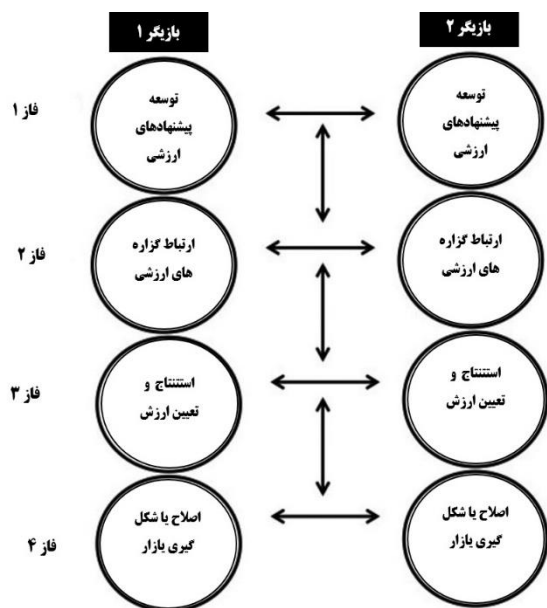 بازیگر ۱
بازیگر ۲
فاز ۱
توسعه
پیشنهادهای
ارزشی
توسعه
پیشنهادهای
ارزشی
فاز ۲
ارتباط گزاره
های ارزشی
ارتباط گزاره
های ارزشی
فاز ۳
استنتاج و
تعیین ارزش
استنتاج و
تعیین ارزش
فاز ۴
اصلاح یا شکل
گیری بازار
اصلاح یا شکل
گیری بازار